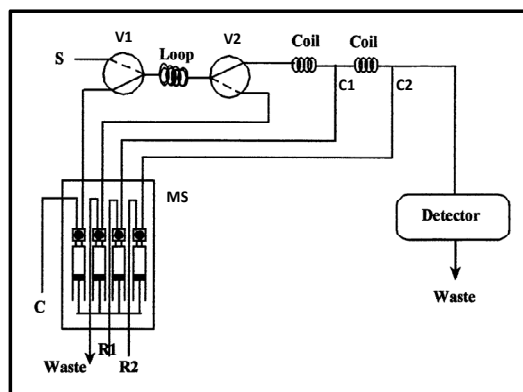 V1
V2
Coil
Coil
S
Loop
C1
C2
MS
Detector
C
Waste
Waste
R1
R2